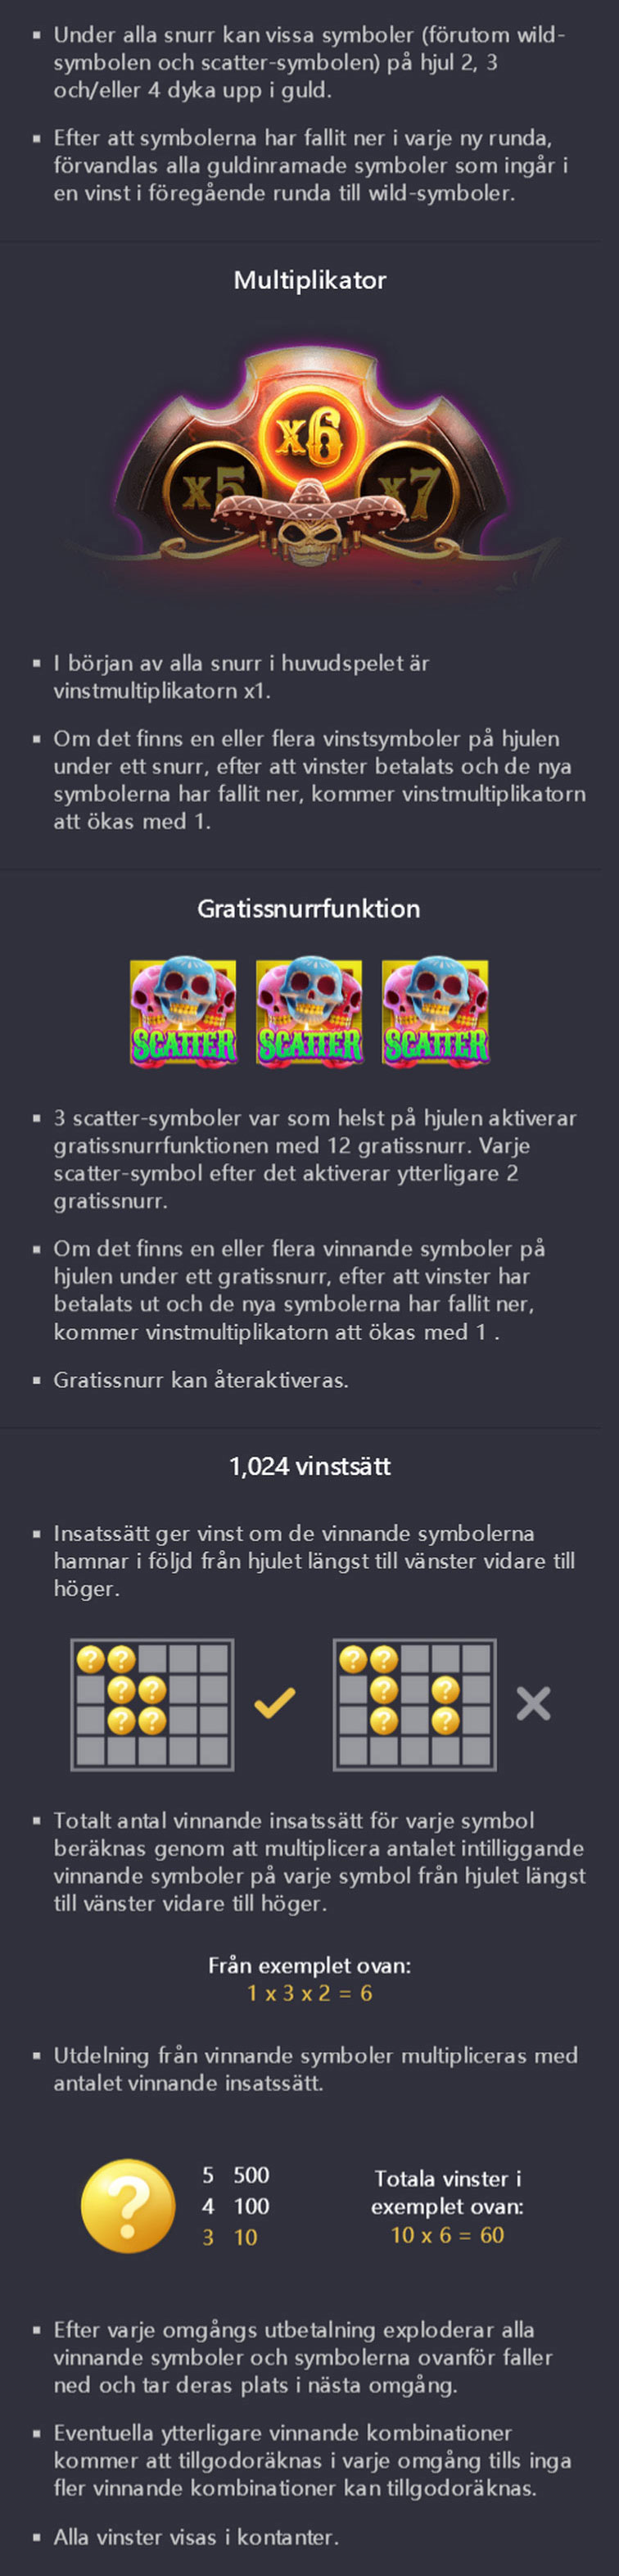 ▪ Under alla snurr kan vissa symboler (förutom wild-
symbolen och scatter-symbolen) på hjul 2, 3
och/eller 4 dyka upp i guld.
▪ Efter att symbolerna har fallit ner i varje ny runda,
förvandlas alla guldinramade symboler som ingår i
en vinst i föregående runda till wild-symboler.
Multiplikator
x5 x6 x7
▪ I början av alla snurr i huvudspelet är
vinstmultiplikatorn x1.
▪ Om det finns en eller flera vinstsymboler på hjulen
under ett snurr, efter att vinster betalats och de nya
symbolerna har fallit ner, kommer vinstmultiplikatorn
att ökas med 1.
Gratissnurrfunktion
SCATTER SCATTER SCATTER
▪ 3 scatter-symboler var som helst på hjulen aktiverar
gratissnurrfunktionen med 12 gratissnurr. Varje
scatter-symbol efter det aktiverar ytterligare 2
gratissnurr.
▪ Om det finns en eller flera vinnande symboler på
hjulen under ett gratissnurr, efter att vinster har
betalats ut och de nya symbolerna har fallit ner,
kommer vinstmultiplikatorn att ökas med 1 .
▪ Gratissnurr kan återaktiveras.
1,024 vinstsätt
▪ Insatssätt ger vinst om de vinnande symbolerna
hamnar i följd från hjulet längst till vänster vidare till
höger.
? ? ? ?
? ? ? ?
? ? ? ?
▪ Totalt antal vinnande insatssätt för varje symbol
beräknas genom att multiplicera antalet intilliggande
vinnande symboler på varje symbol från hjulet längst
till vänster vidare till höger.
Från exemplet ovan:
1 x 3 x 2 = 6
▪ Utdelning från vinnande symboler multipliceras med
antalet vinnande insatssätt.
5 500 Totala vinster i
? 4 100 exemplet ovan:
3 10 10 x 6 = 60
▪ Efter varje omgångs utbetalning exploderar alla
vinnande symboler och symbolerna ovanför faller
ned och tar deras plats i nästa omgång.
▪ Eventuella ytterligare vinnande kombinationer
kommer att tillgodoräknas i varje omgång tills inga
fler vinnande kombinationer kan tillgodoräknas.
▪ Alla vinster visas i kontanter.